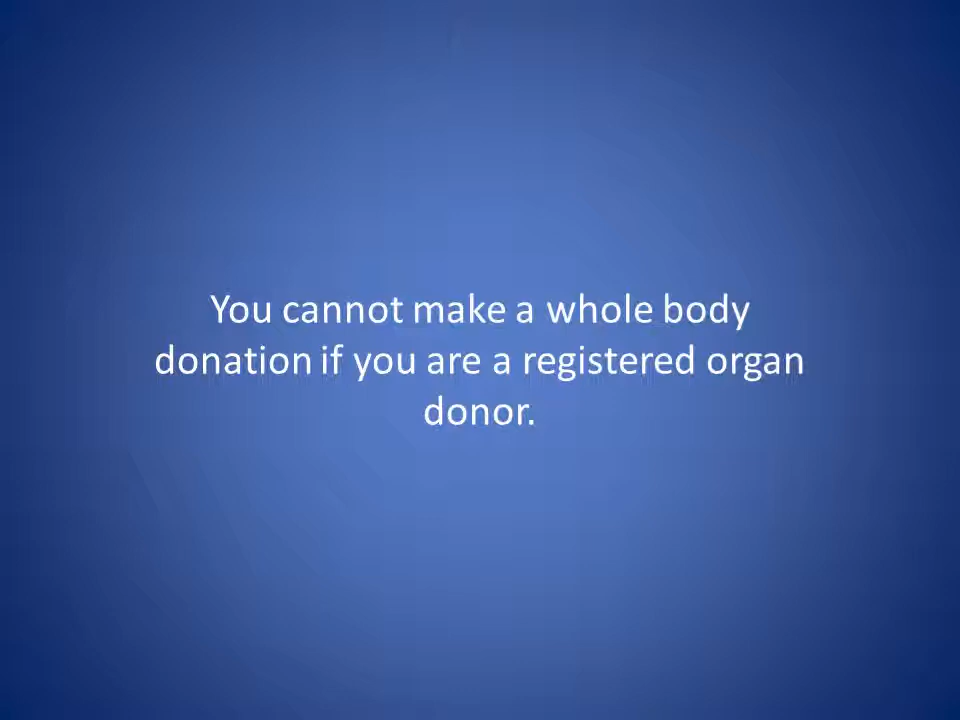 You cannot make a whole body
donation if you are a registered organ
donor.